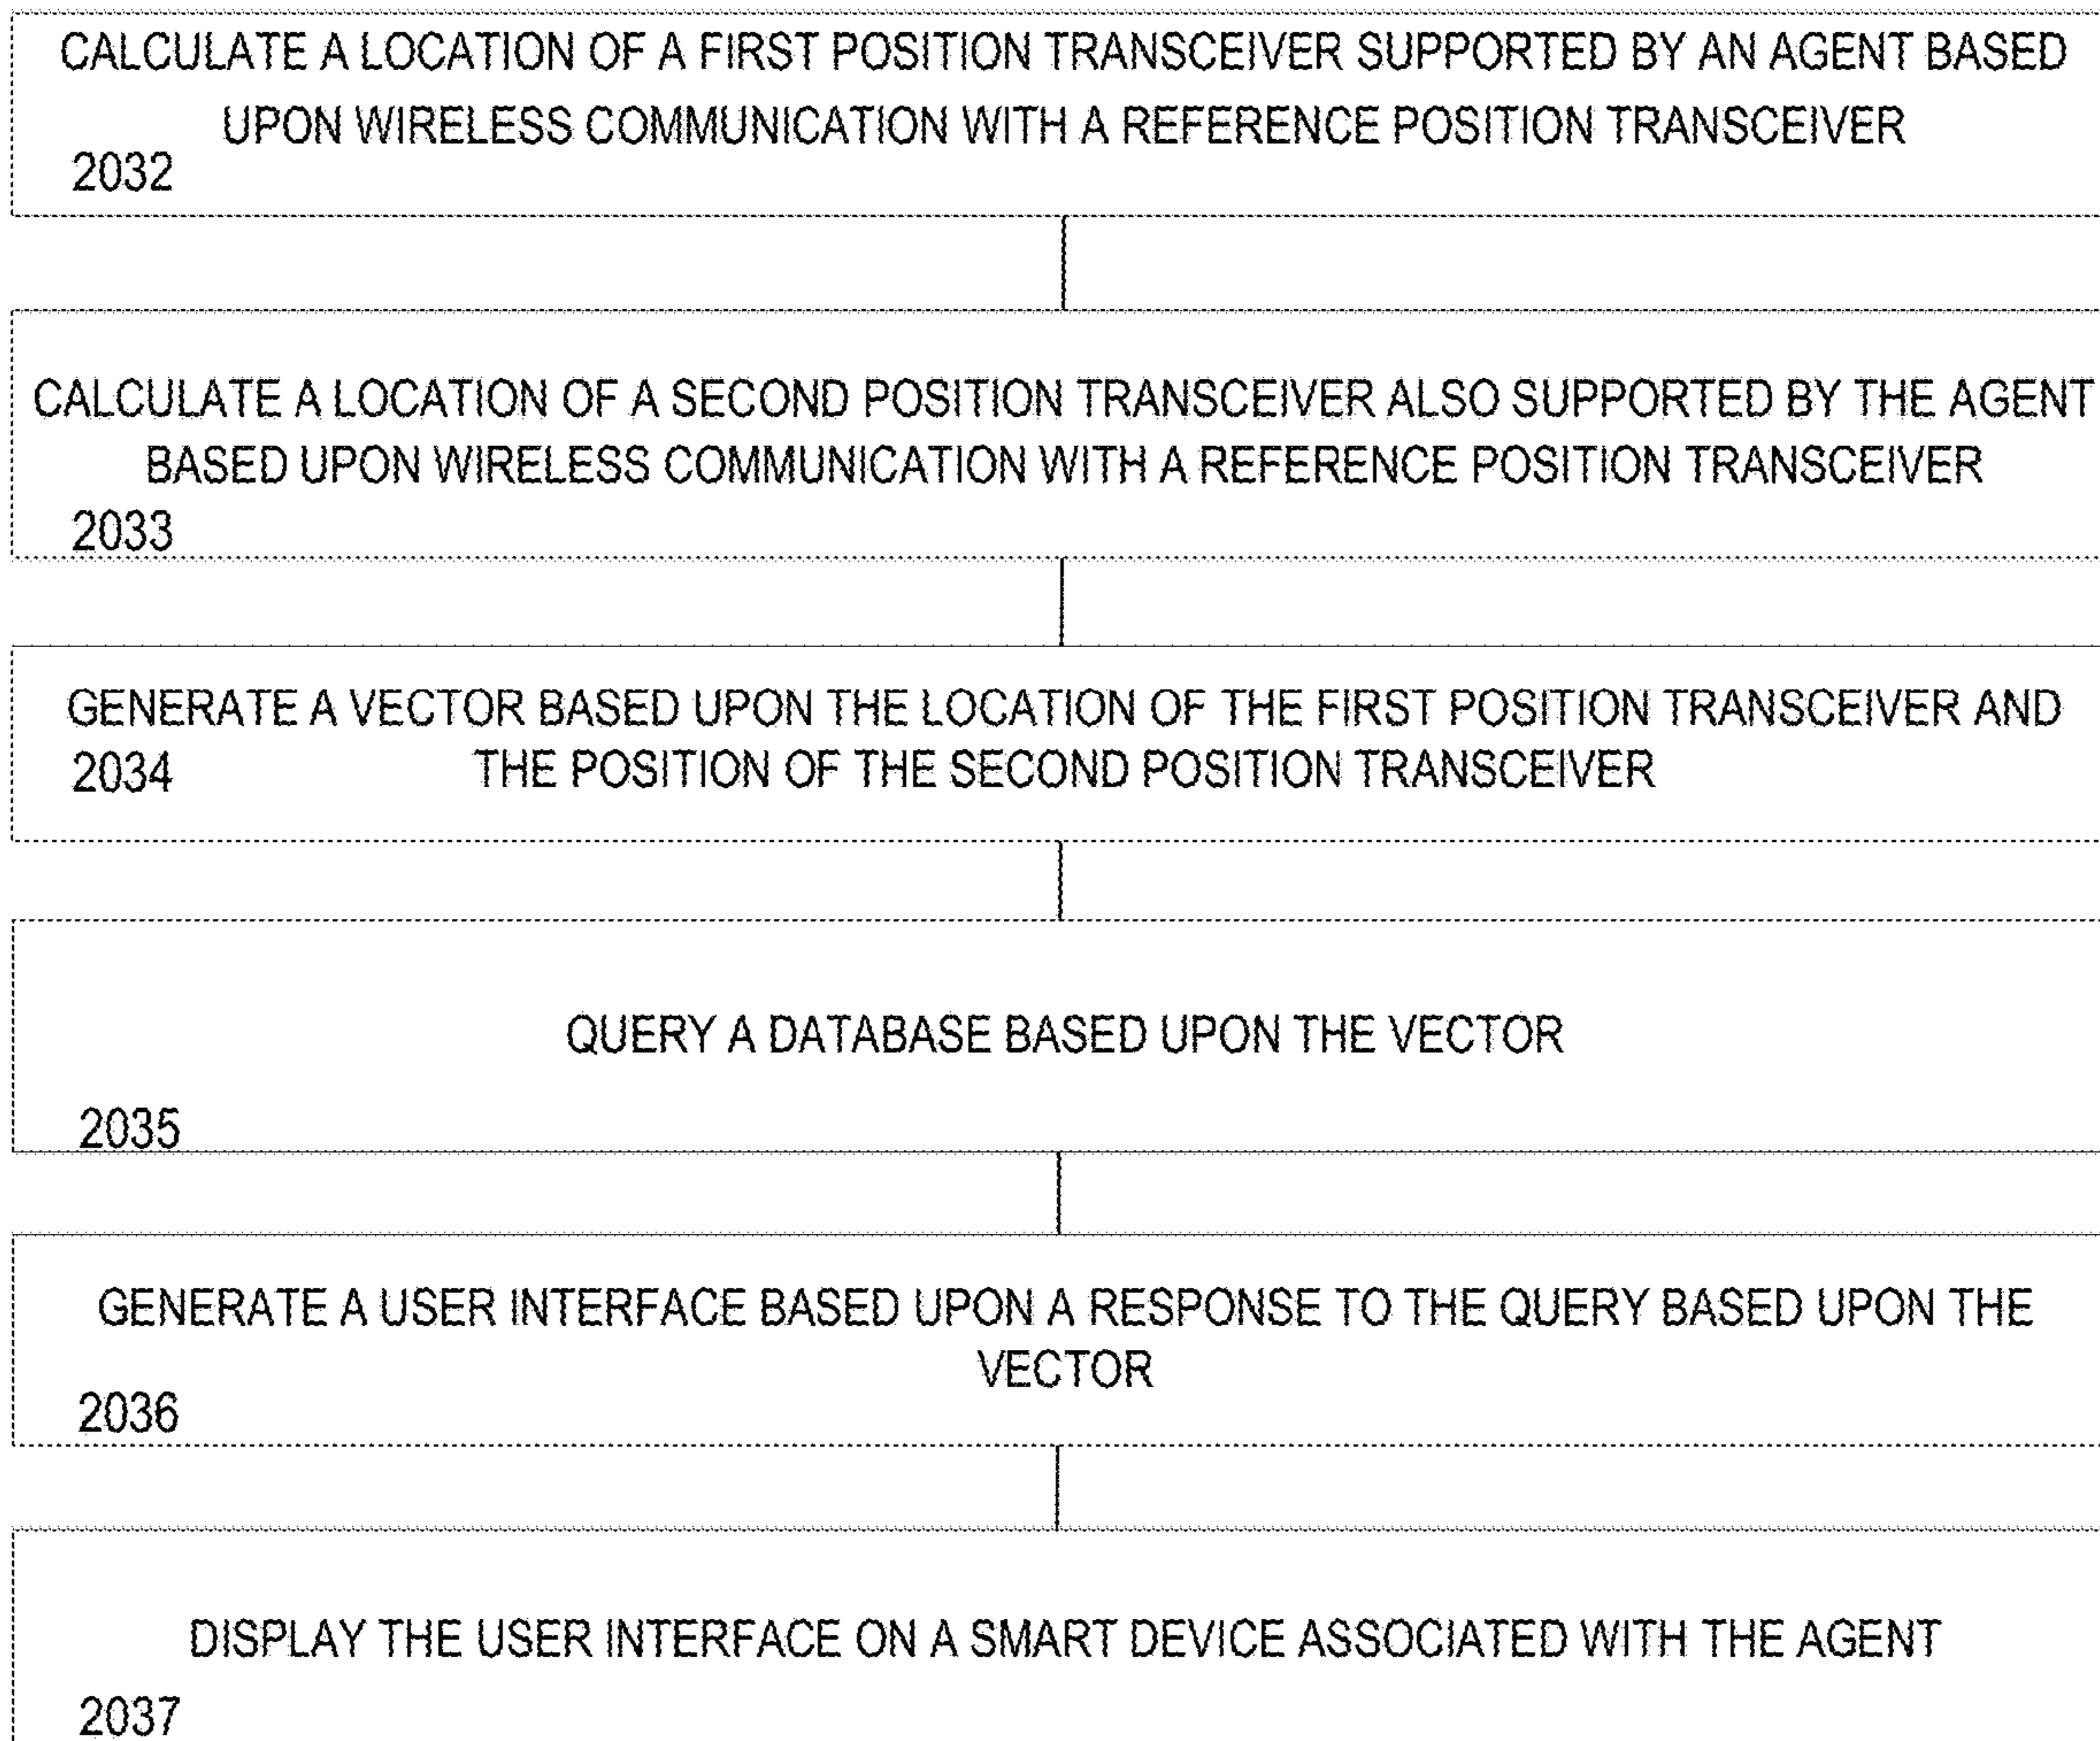 CALCULATE A LOCATION OF A FIRST POSITION TRANSCEIVER SUPPORTED BY AN AGENT BASED
UPON WIRELESS COMMUNICATION WITH A REFERENCE POSITION TRANSCEIVER
2032
CALCULATE A LOCATION OF A SECOND POSITION TRANSCEIVER ALSO SUPPORTED BY THE AGENT
BASED UPON WIRELESS COMMUNICATION WITH A REFERENCE POSITION TRANSCEIVER
2033
GENERATE A VECTOR BASED UPON THE LOCATION OF THE FIRST POSITION TRANSCEIVER AND
2034 THE POSITION OF THE SECOND POSITION TRANSCEIVER
QUERY A DATABASE BASED UPON THE VECTOR
2035
GENERATE A USER INTERFACE BASED UPON A RESPONSE TO THE QUERY BASED UPON THE
VECTOR
2036
DISPLAY THE USER INTERFACE ON A SMART DEVICE ASSOCIATED WITH THE AGENT
2037